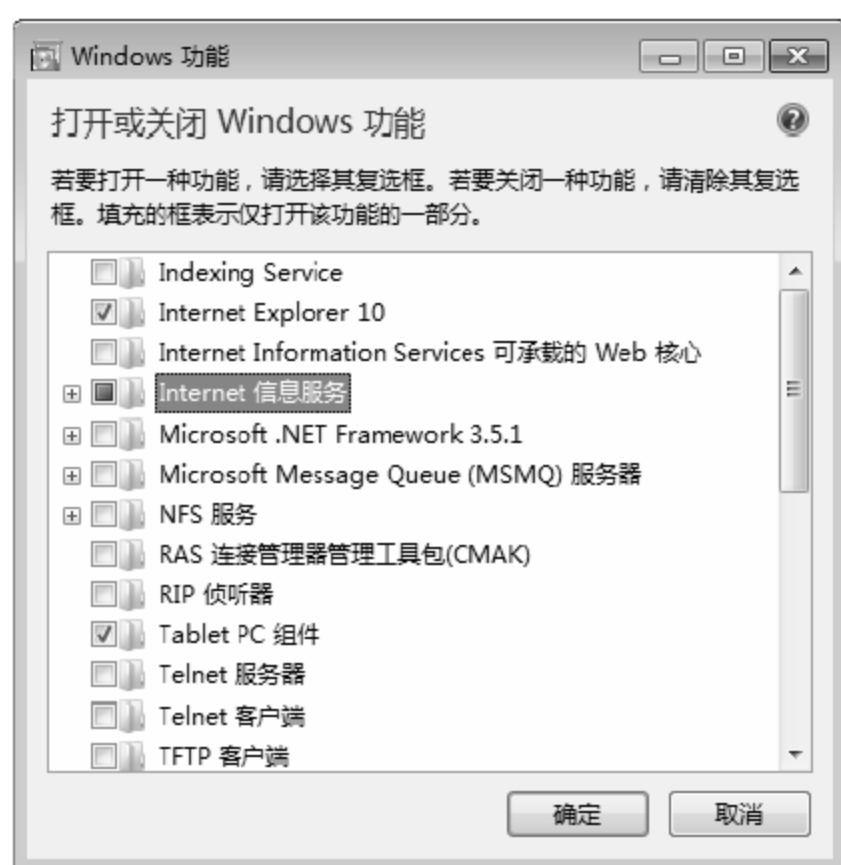 Windows 功能
打开或关闭 Windows 功能
若要打开一种功能，请选择其复选框。若要关闭一种功能，请清除其复选
框。填充的框表示仅打开该功能的一部分。
Indexing Service
Internet Explorer 10
Internet Information Services 可承载的 Web 核心
Internet 信息服务
Microsoft .NET Framework 3.5.1
Microsoft Message Queue (MSMQ) 服务器
NFS 服务
RAS 连接管理器管理工具包(CMAK)
RIP 侦听器
Tablet PC 组件
Telnet 服务器
Telnet 客户端
TFTP 客户端
确定 取消